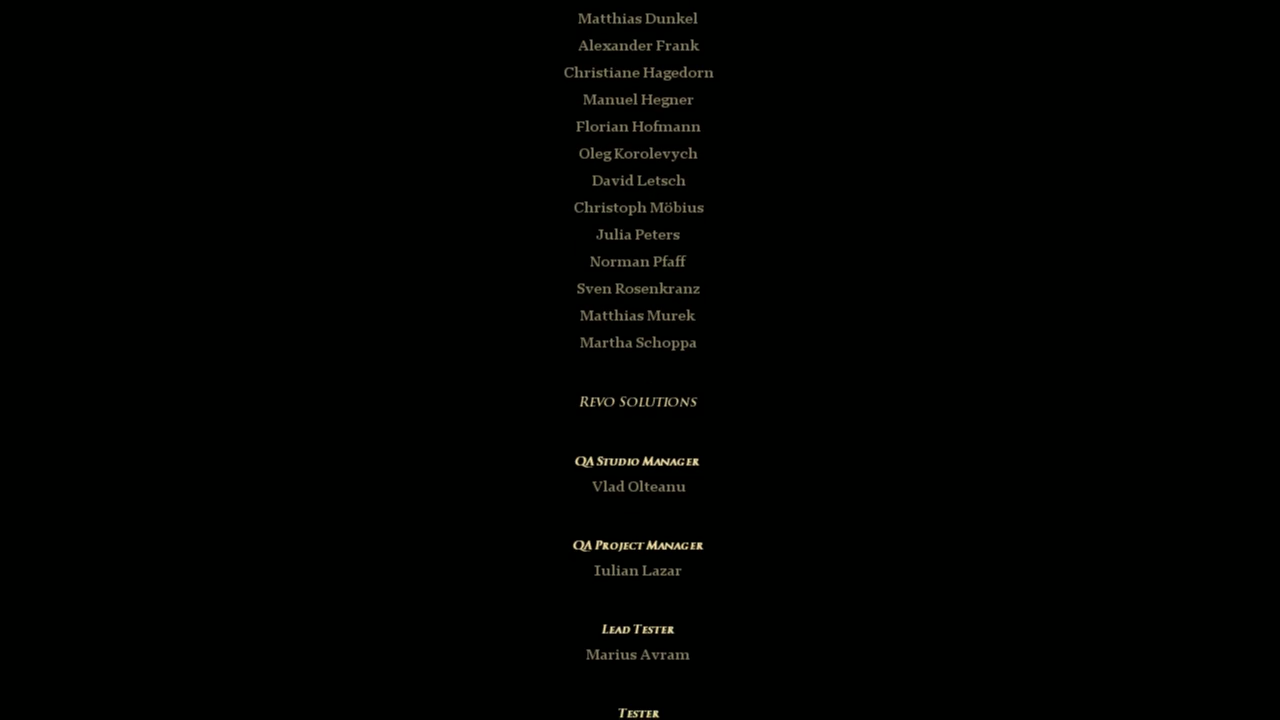 Matthias Dunkel
Alexander Frank
Christiane Hagedorn
Manuel Hegner
Florian Hofmann
Oleg Korolevych
David Letsch
Christoph Möbius
Julia Peters
Norman Pfaff
Sven Rosenkranz
Matthias Murek
Martha Schoppa
Revo Solutions
QA Studio Manager
Vlad Olteanu
QA Project Manager
Iulian Lazar
Lead Tester
Marius Avram
Tester